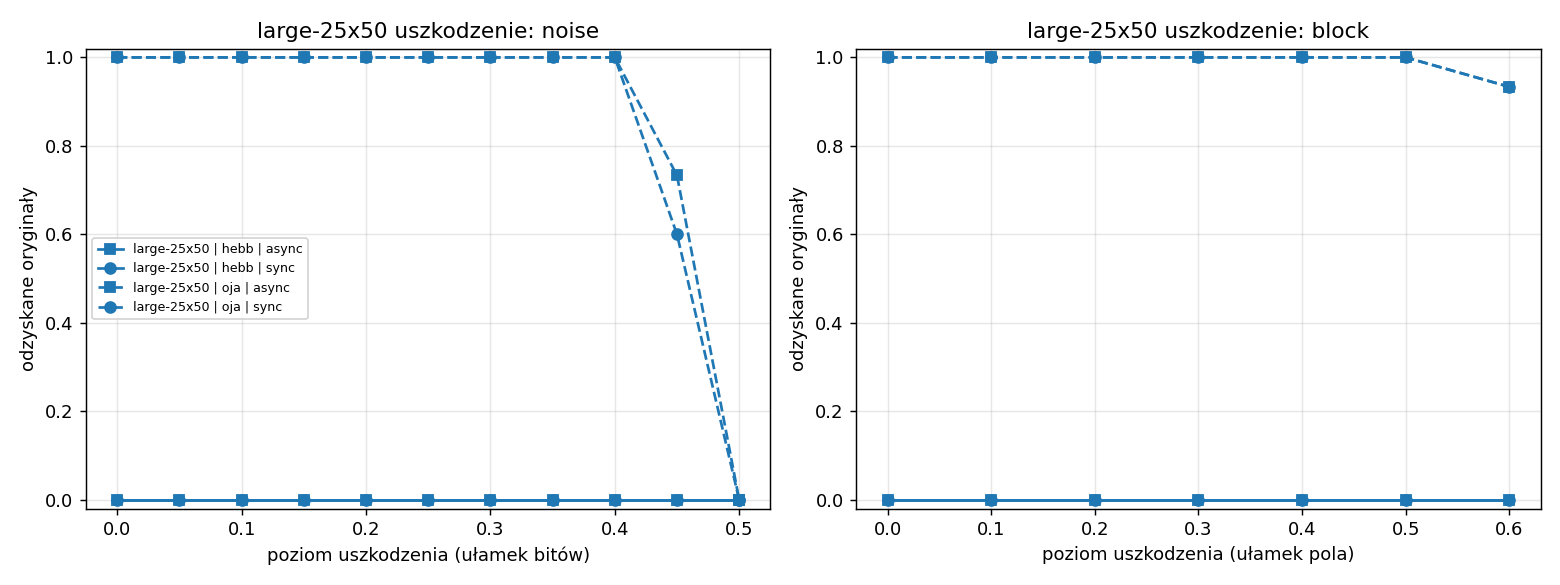 large-25x50 uszkodzenie: noise
odzyskane oryginały
1.0
0.8
0.6
0.4
0.2
0.0
large-25x50 | hebb | async
large-25x50 | hebb | sync
large-25x50 | oja | async
large-25x50 | oja | sync
0.0 0.1 0.2 0.3 0.4 0.5
poziom uszkodzenia (ułamek bitów)
large-25x50 uszkodzenie: block
odzyskane oryginały
1.0
0.8
0.6
0.4
0.2
0.0
0.0 0.1 0.2 0.3 0.4 0.5 0.6
poziom uszkodzenia (ułamek pola)